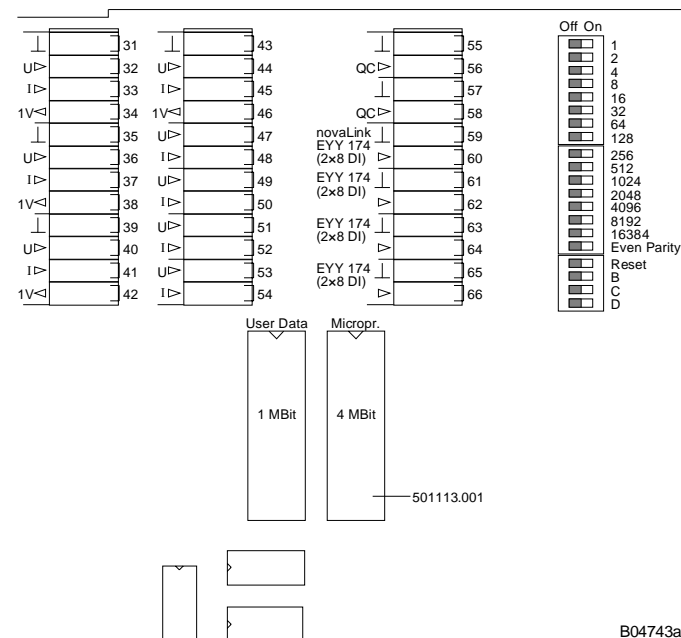 Off On
31
U 32
I 33
1V 34
35
U 36
I 37
1V 38
39
U 40
I 41
1V 42
43
U 44
I 45
1V 46
U 47
I 48
U 49
I 50
U 51
I 52
U 53
I 54
55
QC 56
57
QC 58
novaLink
EYY 174
(2×8 DI)
59
60
EYY 174
(2×8 DI)
61
62
EYY 174
(2×8 DI)
63
64
EYY 174
(2×8 DI)
65
66
1
2
4
8
16
32
64
128
256
512
1024
2048
4096
8192
16384
Even Parity
Reset
B
C
D
User Data
Micropr.
1 MBit
4 MBit
501113.001
B04743a